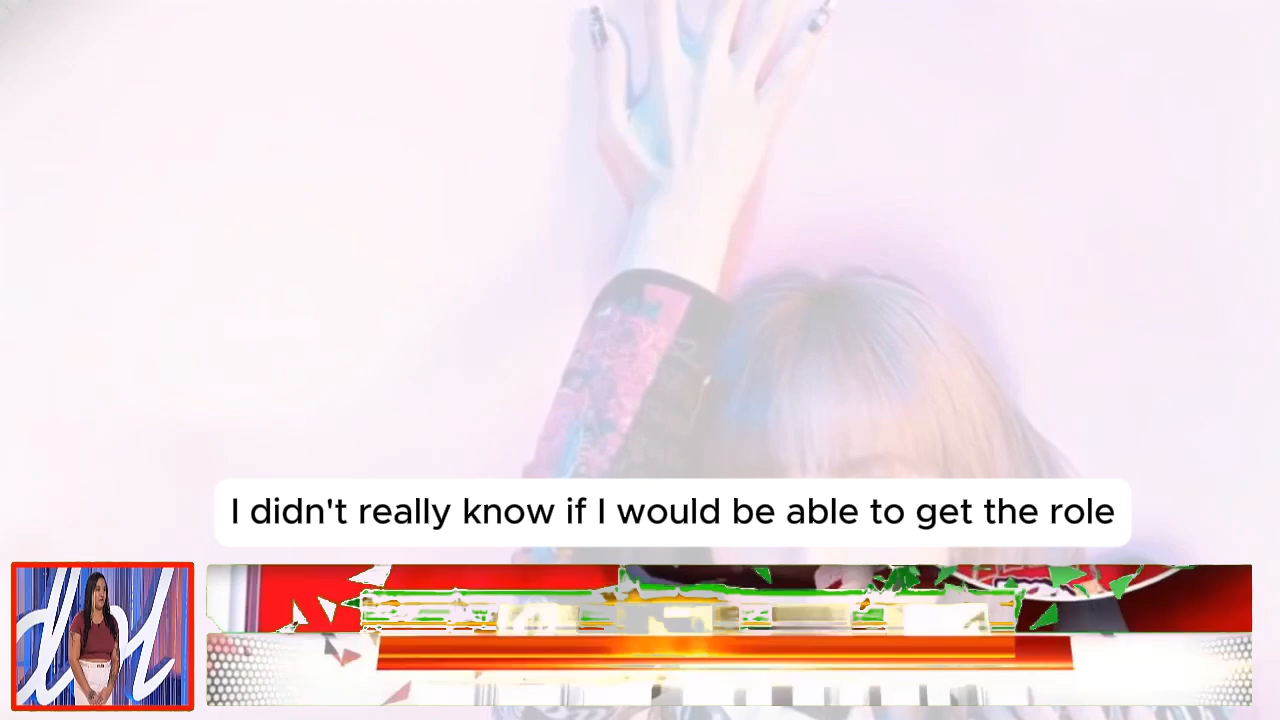 I didn't really know if I would be able to get the role